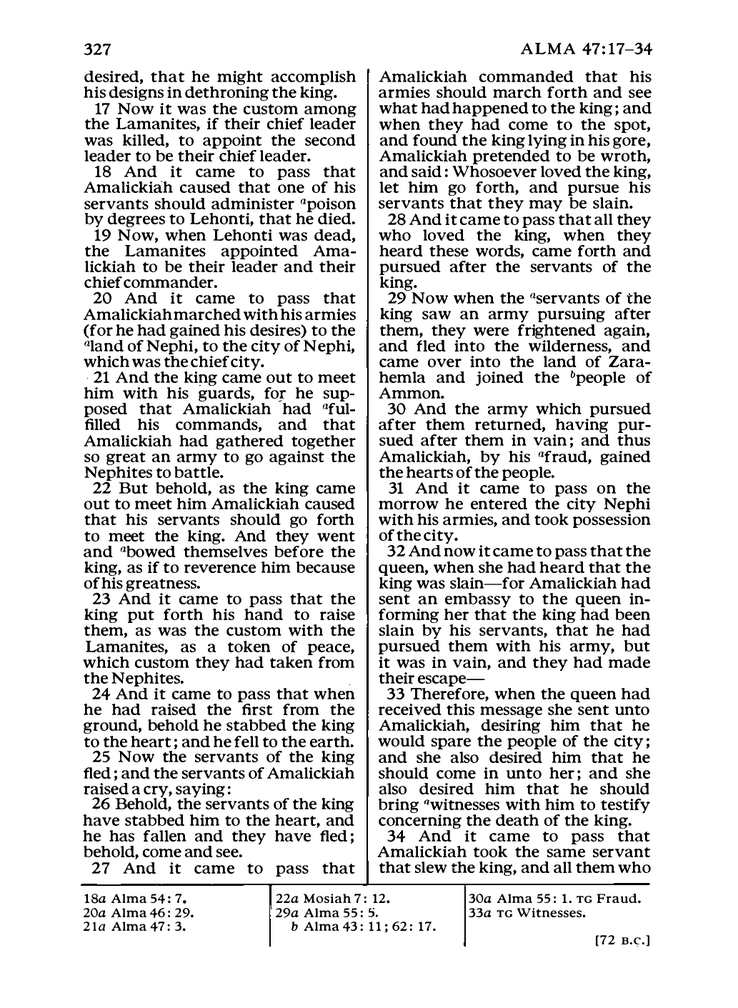 327
ALMA 47:17–34
desired, that he might accomplish
his designs in dethroning the king.
17 Now it was the custom among
the Lamanites, if their chief leader
was killed, to appoint the second
leader to be their chief leader.
18 And it came to pass that
Amalickiah caused that one of his
servants should administer ᵃpoison
by degrees to Lehonti, that he died.
19 Now, when Lehonti was dead,
the Lamanites appointed Ama-
lickiah to be their leader and their
chief commander.
20 And it came to pass that
Amalickiah marched with his armies
(for he had gained his desires) to the
ᵃland of Nephi, to the city of Nephi,
which was the chief city.
21 And the king came out to meet
him with his guards, for he sup-
posed that Amalickiah had ᵃful-
filled his commands, and that
Amalickiah had gathered together
so great an army to go against the
Nephites to battle.
22 But behold, as the king came
out to meet him Amalickiah caused
that his servants should go forth
to meet the king. And they went
and ᵃbowed themselves before the
king, as if to reverence him because
of his greatness.
23 And it came to pass that the
king put forth his hand to raise
them, as was the custom with the
Lamanites, as a token of peace,
which custom they had taken from
the Nephites.
24 And it came to pass that when
he had raised the first from the
ground, behold he stabbed the king
to the heart; and he fell to the earth.
25 Now the servants of the king
fled; and the servants of Amalickiah
raised a cry, saying:
26 Behold, the servants of the king
have stabbed him to the heart, and
he has fallen and they have fled;
behold, come and see.
27 And it came to pass that
Amalickiah commanded that his
armies should march forth and see
what had happened to the king; and
when they had come to the spot,
and found the king lying in his gore,
Amalickiah pretended to be wroth,
and said: Whosoever loved the king,
let him go forth, and pursue his
servants that they may be slain.
28 And it came to pass that all they
who loved the king, when they
heard these words, came forth and
pursued after the servants of the
king.
29 Now when the ᵃservants of the
king saw an army pursuing after
them, they were frightened again,
and fled into the wilderness, and
came over into the land of Zara-
hemla and joined the ᵇpeople of
Ammon.
30 And the army which pursued
after them returned, having pur-
sued after them in vain; and thus
Amalickiah, by his ᵃfraud, gained
the hearts of the people.
31 And it came to pass on the
morrow he entered the city Nephi
with his armies, and took possession
of the city.
32 And now it came to pass that the
queen, when she had heard that the
king was slain—for Amalickiah had
sent an embassy to the queen in-
forming her that the king had been
slain by his servants, that he had
pursued them with his army, but
it was in vain, and they had made
their escape—
33 Therefore, when the queen had
received this message she sent unto
Amalickiah, desiring him that he
would spare the people of the city;
and she also desired him that he
should come in unto her; and she
also desired him that he should
bring ᵃwitnesses with him to testify
concerning the death of the king.
34 And it came to pass that
Amalickiah took the same servant
that slew the king, and all them who
18a Alma 54:7.
20a Alma 46:29.
21a Alma 47:3.
22a Mosiah 7:12.
29a Alma 55:5.
b Alma 43:11; 62:17.
30a Alma 55:1. TG Fraud.
33a TG Witnesses.
[72 B.C.]